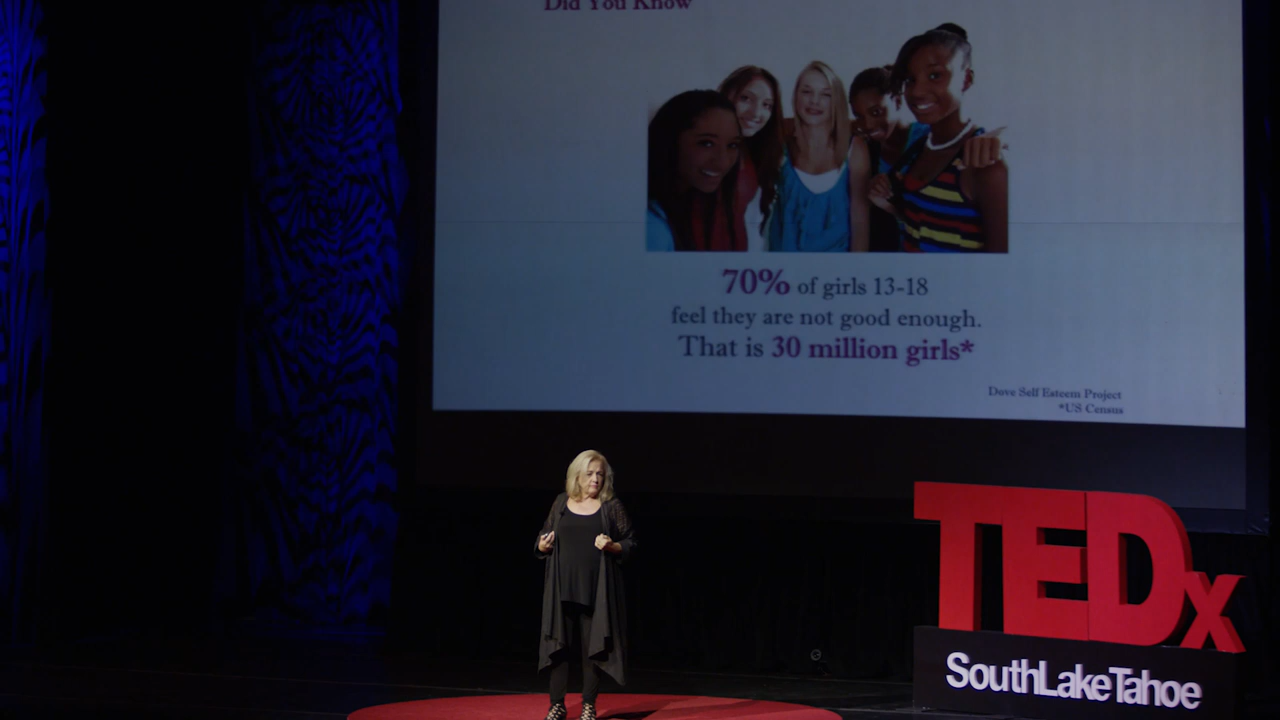 Did You Know
70% of girls 13-18
feel they are not good enough.
That is 30 million girls*
Dove Self Esteem Project
*US Census
TEDx
SouthLakeTahoe